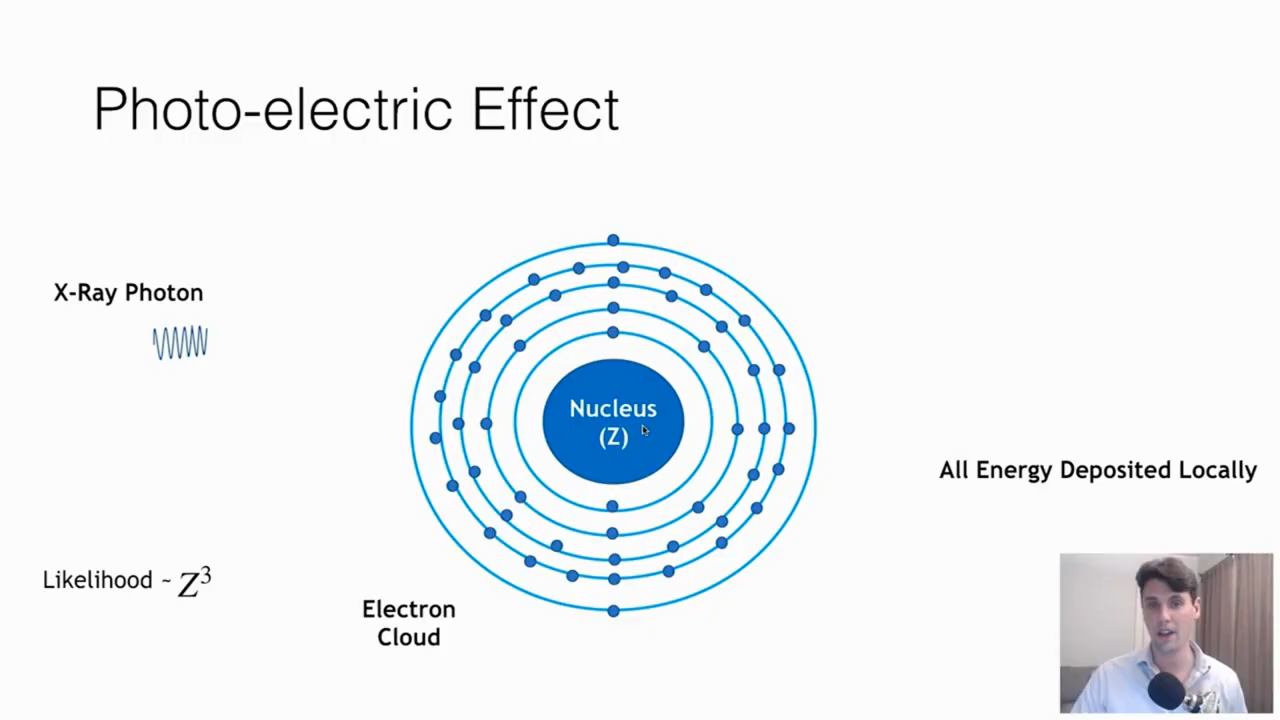 Photo-electric Effect
X-Ray Photon
Nucleus
(Z)
All Energy Deposited Locally
Likelihood ~ Z³
Electron
Cloud